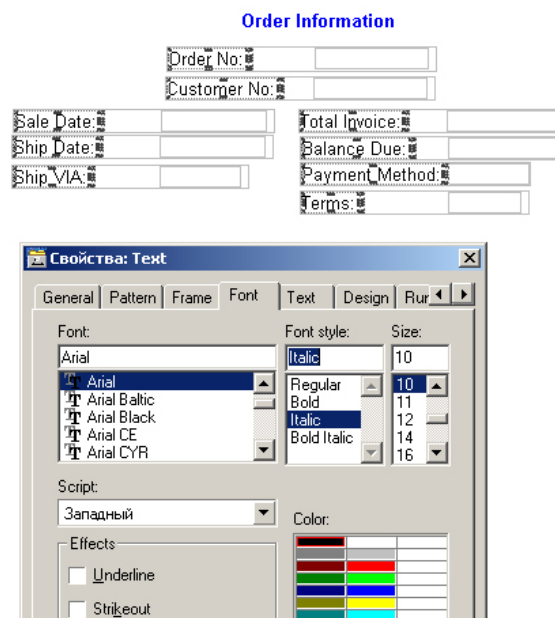 Order Information
Order No:
Customer No:
Sale Date: Total Invoice:
Ship Date: Balance Due:
Ship VIA: Payment Method:
Terms:
Свойства: Text
General Pattern Frame Font Text Design Rur
Font: Font style: Size:
Arial Italic 10
Arial Regular 10
Arial Baltic Bold 11
Arial Black Italic 12
Arial CE Bold Italic 14
Arial CYR 16
Script:
Западный Color:
Effects
Underline
Strikeout